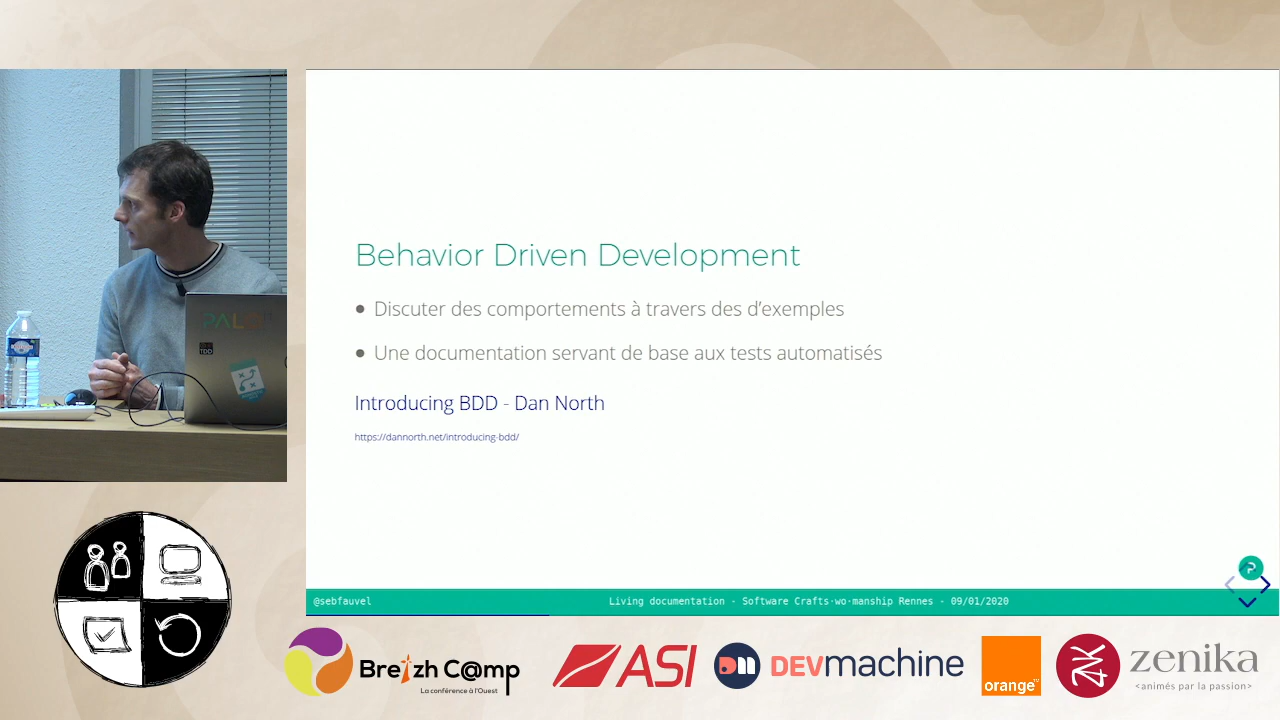 Behavior Driven Development
Discuter des comportements à travers des d'exemples
Une documentation servant de base aux tests automatisés
Introducing BDD - Dan North
https://dannorth.net/introducing-bdd/
@sebfauvel
Living documentation - Software Crafts·wo·manship Rennes - 09/01/2020
PALO
TDD
Breizh C@mp
La conférence à l'Ouest
ASI
DEVmachine
orange
zenika
<animés par la passion>